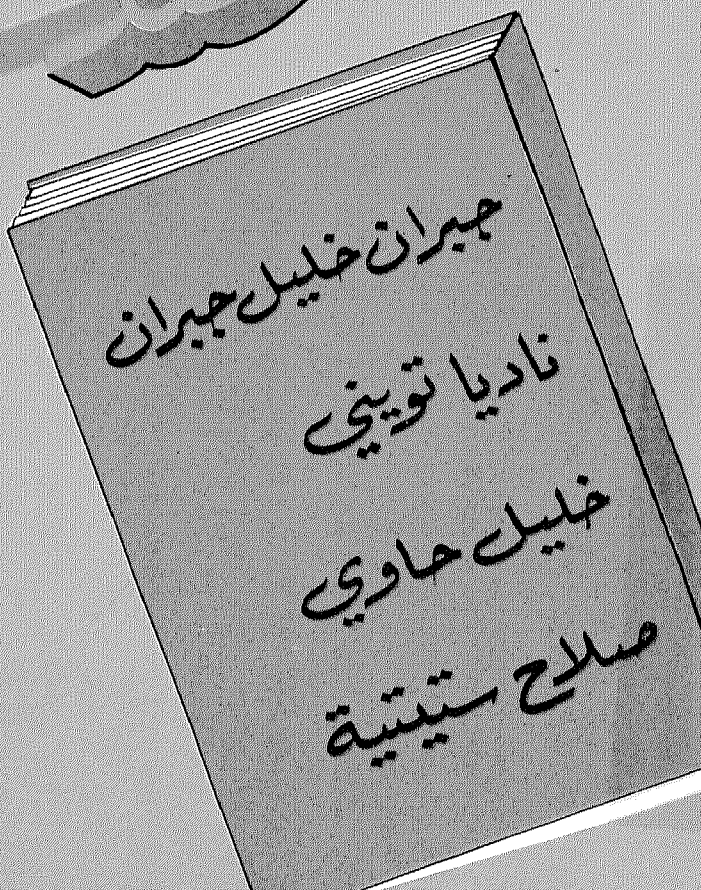 جبران خليل جبران
ناديا تويني
خليل حاوي
صلاح ستيتية